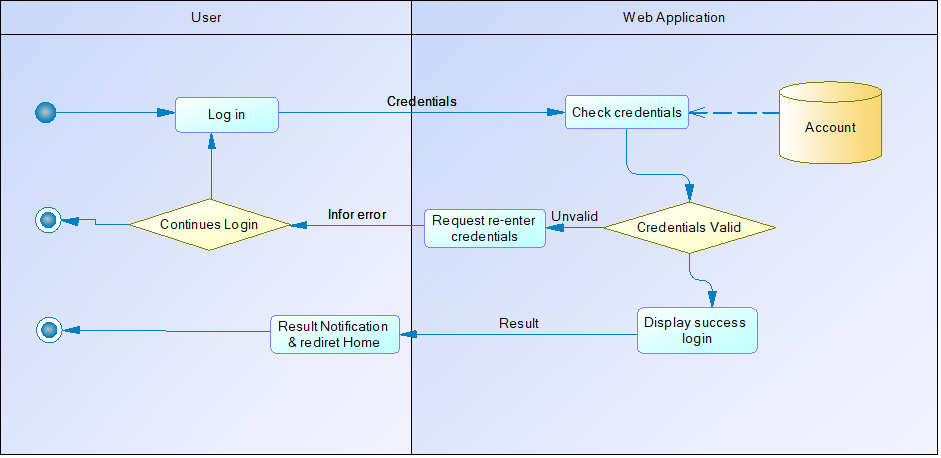 User
Web Application
Log in
Credentials
Check credentials
Account
Continues Login
Infor error
Request re-enter
credentials
Unvalid
Credentials Valid
Result Notification
& rediret Home
Result
Display success
login